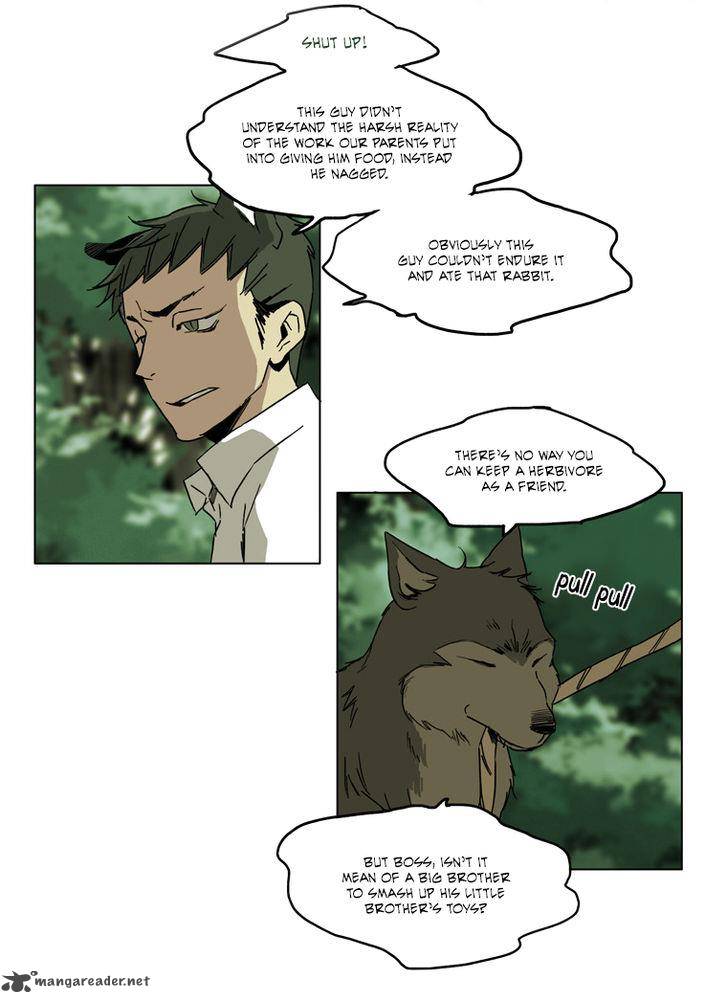 SHUT UP!
THIS GUY DIDN'T
UNDERSTAND THE HARSH REALITY
OF THE WORK OUR PARENTS PUT
INTO GIVING HIM FOOD, INSTEAD
HE NAGGED.
OBVIOUSLY THIS
GUY COULDN'T ENDURE IT
AND ATE THAT RABBIT.
THERE'S NO WAY YOU
CAN KEEP A HERBIVORE
AS A FRIEND.
pull pull
BUT BOSS, ISN'T IT
MEAN OF A BIG BROTHER
TO SMASH UP HIS LITTLE
BROTHER'S TOYS?
mangareader.net